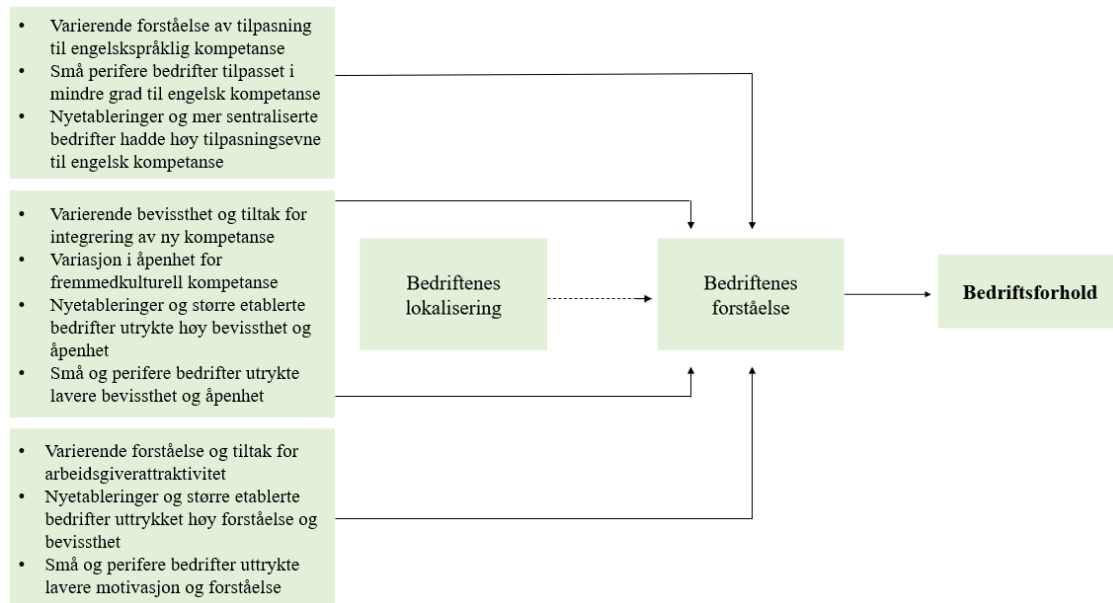 • Varierende forståelse av tilpasning
til engelskspråklig kompetanse
• Små perifere bedrifter tilpasset i
mindre grad til engelsk kompetanse
• Nyetableringer og mer sentraliserte
bedrifter hadde høy tilpasningsevne
til engelsk kompetanse
• Varierende bevissthet og tiltak for
integrering av ny kompetanse
• Variasjon i åpenhet for
fremmedkulturell kompetanse
• Nyetableringer og større etablerte
bedrifter utrykte høy bevissthet og
åpenhet
• Små og perifere bedrifter utrykte
lavere bevissthet og åpenhet
• Varierende forståelse og tiltak for
arbeidsgiverattraktivitet
• Nyetableringer og større etablerte
bedrifter uttrykket høy forståelse og
bevissthet
• Små og perifere bedrifter uttrykte
lavere motivasjon og forståelse
Bedriftenes
lokalisering
Bedriftenes
forståelse
Bedriftsforhold